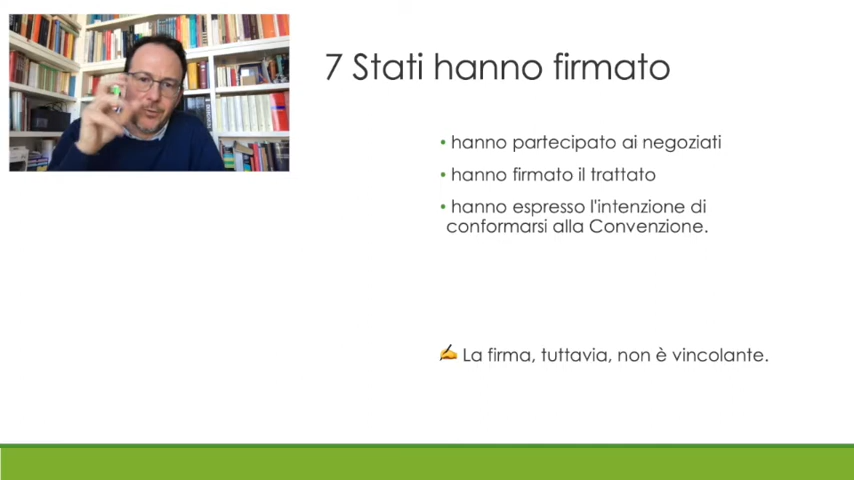 7 Stati hanno firmato
• hanno partecipato ai negoziati
• hanno firmato il trattato
• hanno espresso l'intenzione di
conformarsi alla Convenzione.
✍️ La firma, tuttavia, non è vincolante.